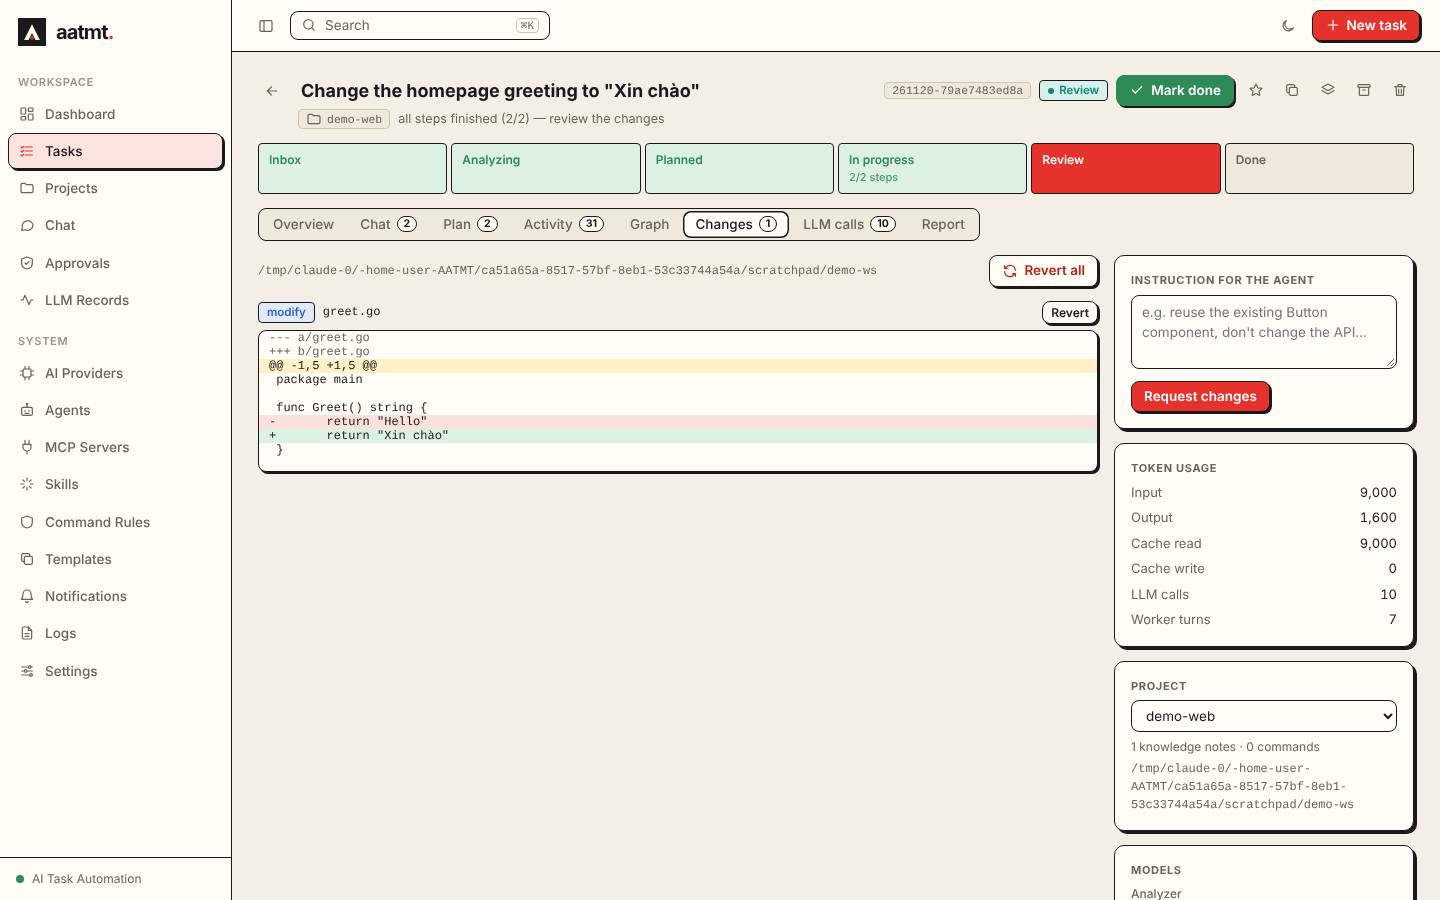 aatmt.
WORKSPACE
Dashboard
Tasks
Projects
Chat
Approvals
LLM Records
SYSTEM
AI Providers
Agents
MCP Servers
Skills
Command Rules
Templates
Notifications
Logs
Settings
AI Task Automation
Search
⌘K
New task
Change the homepage greeting to "Xin chào"
261120-79ae7483ed8a
Review
Mark done
demo-web
all steps finished (2/2) — review the changes
Inbox
Analyzing
Planned
In progress
2/2 steps
Review
Done
Overview
Chat 2
Plan 2
Activity 31
Graph
Changes 1
LLM calls 10
Report
/tmp/claude-0/-home-user-AATMT/ca51a65a-8517-57bf-8eb1-53c33744a54a/scratchpad/demo-ws
Revert all
modify greet.go
Revert
--- a/greet.go
+++ b/greet.go
@@ -1,5 +1,5 @@
package main
func Greet() string {
- return "Hello"
+ return "Xin chào"
}
INSTRUCTION FOR THE AGENT
e.g. reuse the existing Button
component, don't change the API...
Request changes
TOKEN USAGE
Input 9,000
Output 1,600
Cache read 9,000
Cache write 0
LLM calls 10
Worker turns 7
PROJECT
demo-web
1 knowledge notes · 0 commands
/tmp/claude-0/-home-user-
AATMT/ca51a65a-8517-57bf-8eb1-
53c33744a54a/scratchpad/demo-ws
MODELS
Analyzer